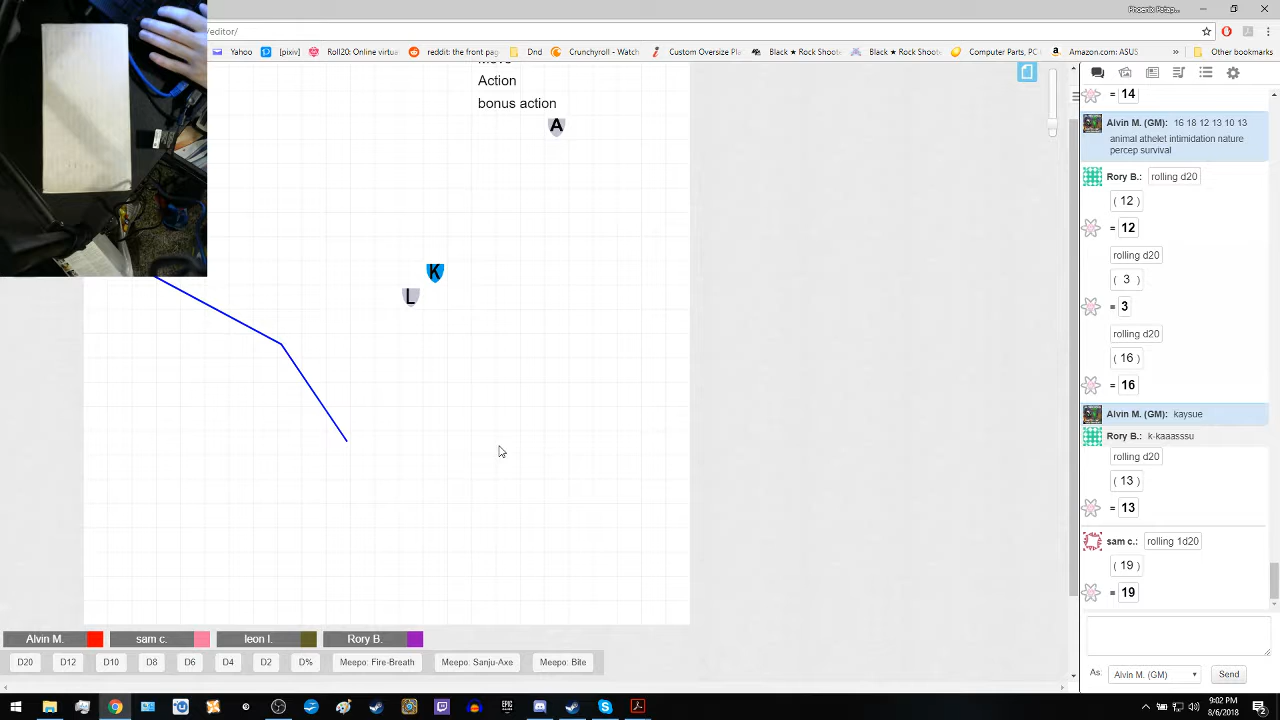 Phoenix
editor/
Yahoo
[pixiv]
Roll20: Online virtu
reddit: the front pag
Dnd
Crunchyroll - Watch
Custom Oversize Pla
Black ★ Rock Shoot
Black ★ Rock Shoot
Computer Parts, PC
Amazon.com ASUS
Other bookmarks
Action
bonus action
A
K
L
= 14
Alvin M. (GM): 16 18 12 13 10 13
animal athelet intimidation nature
percep survival
Rory B.: rolling d20
( 12 )
= 12
rolling d20
( 3 )
= 3
rolling d20
( 16 )
= 16
Alvin M. (GM): kaysue
Rory B.: k-kaaasssu
rolling d20
( 13 )
= 13
sam c.: rolling 1d20
( 19 )
= 19
As: Alvin M. (GM) Send
Alvin M. sam c. leon l. Rory B.
D20 D12 D10 D8 D6 D4 D2 D% Meepo: Fire-Breath Meepo: Sanju-Axe Meepo: Bite
9:02 PM
8/6/2018
2